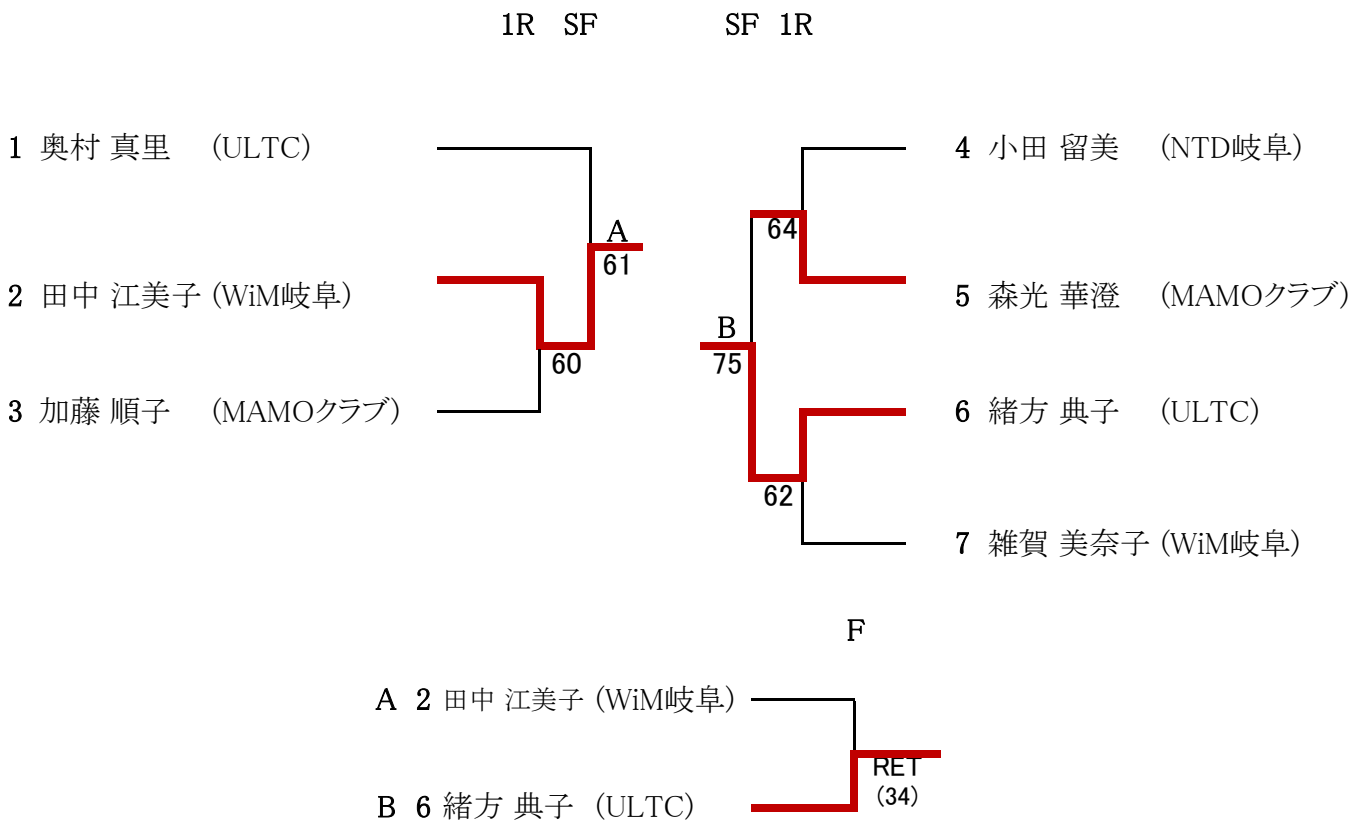 1R SF SF 1R
1 奥村 真里 (ULTC)
4 小田 留美 (NTD岐阜)
64
A
61
2 田中 江美子 (WiM岐阜)
5 森光 華澄 (MAMOクラブ)
B
75
60
3 加藤 順子 (MAMOクラブ)
6 緒方 典子 (ULTC)
62
7 雑賀 美奈子 (WiM岐阜)
F
A 2 田中 江美子 (WiM岐阜)
RET
(34)
B 6 緒方 典子 (ULTC)